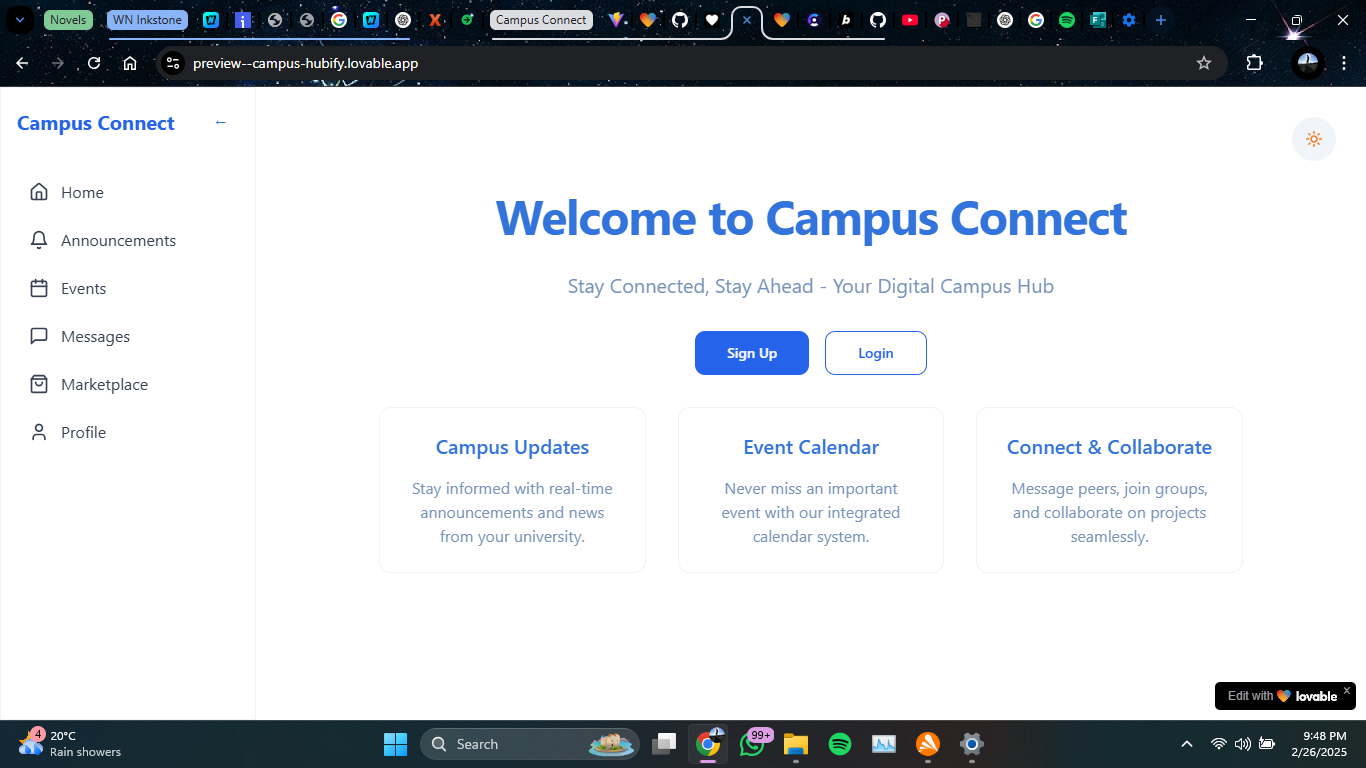 Novels
WN Inkstone
Campus Connect
preview--campus-hubify.lovable.app
Campus Connect
←
Home
Announcements
Events
Messages
Marketplace
Profile
Welcome to Campus Connect
Stay Connected, Stay Ahead - Your Digital Campus Hub
Sign Up
Login
Campus Updates
Stay informed with real-time
announcements and news
from your university.
Event Calendar
Never miss an important
event with our integrated
calendar system.
Connect & Collaborate
Message peers, join groups,
and collaborate on projects
seamlessly.
Edit with lovable
4
20°C
Rain showers
Search
99+
9:48 PM
2/26/2025